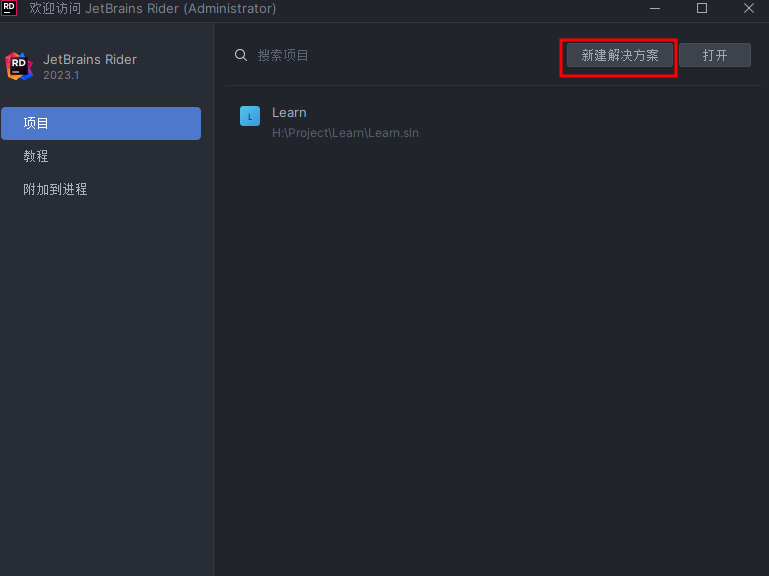 RD 欢迎访问 JetBrains Rider (Administrator)
RD JetBrains Rider
2023.1
搜索项目
新建解决方案 打开
项目
教程
附加到进程
L Learn
H:\Project\Learn\Learn.sln